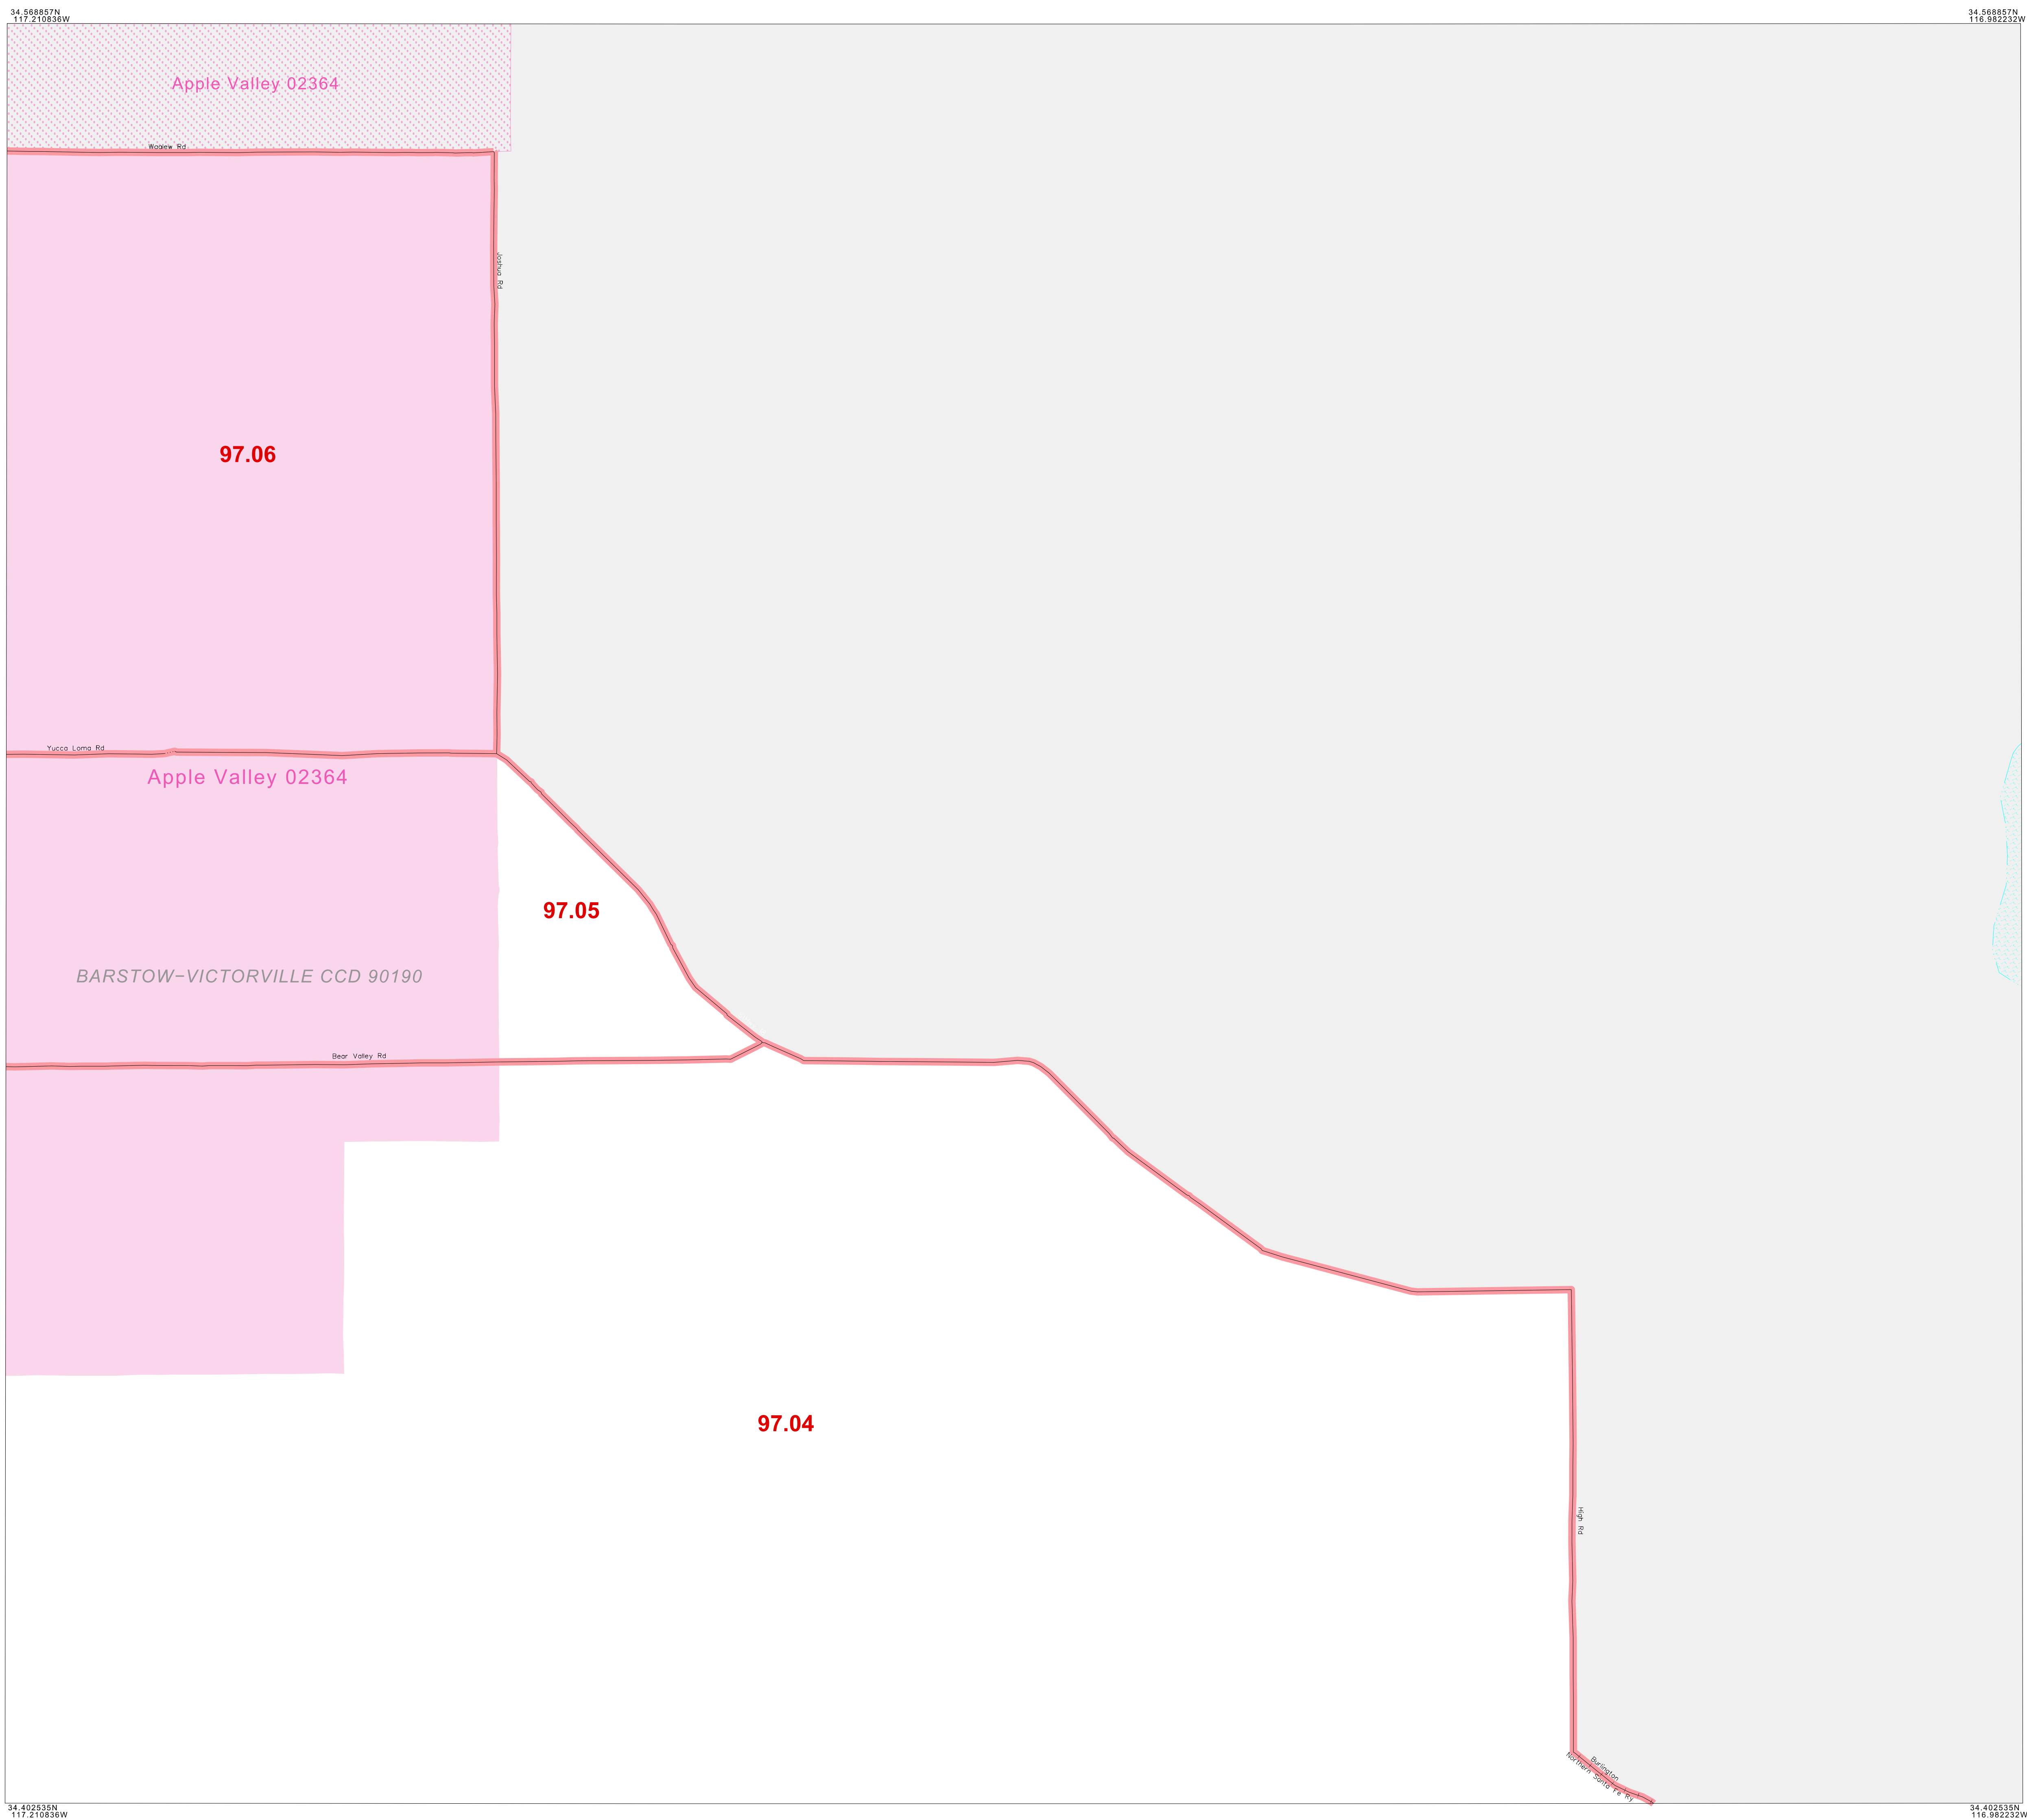 34.568857N
117.210836W
34.568857N
116.982232W
Apple Valley 02364
Waalew Rd
Joshua Rd
97.06
Yucca Loma Rd
Apple Valley 02364
97.05
BARSTOW-VICTORVILLE CCD 90190
Bear Valley Rd
97.04
High Rd
Burlington
Northern Santa Fe Ry
34.402535N
117.210836W
34.402535N
116.982232W